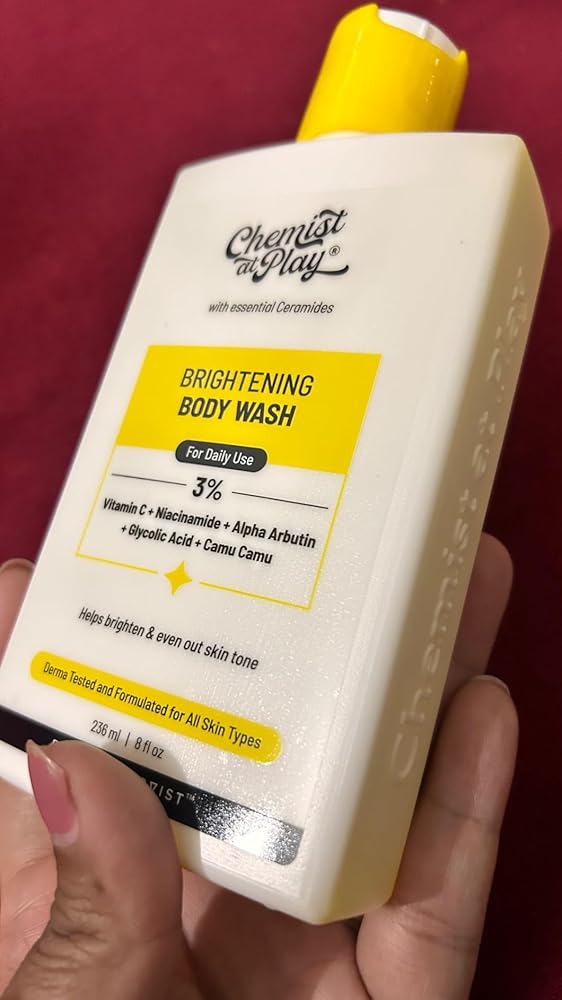 Chemist
at Play®
with essential Ceramides
BRIGHTENING
BODY WASH
For Daily Use
3%
Vitamin C + Niacinamide + Alpha Arbutin
+ Glycolic Acid + Camu Camu
Helps brighten & even out skin tone
Derma Tested and Formulated for All Skin Types
236 ml | 8 fl oz
Chemist at Play